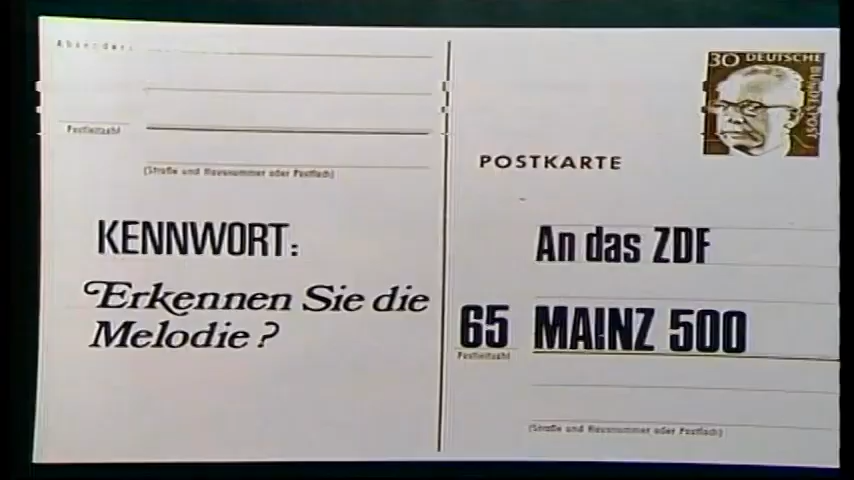 Absender:
Postleitzahl
(Straße und Hausnummer oder Postfach)
KENNWORT:
Erkennen Sie die
Melodie?
30 DEUTSCHE
BUNDESPOST
POSTKARTE
An das ZDF
65 MAINZ 500
Postleitzahl
(Straße und Hausnummer oder Postfach)